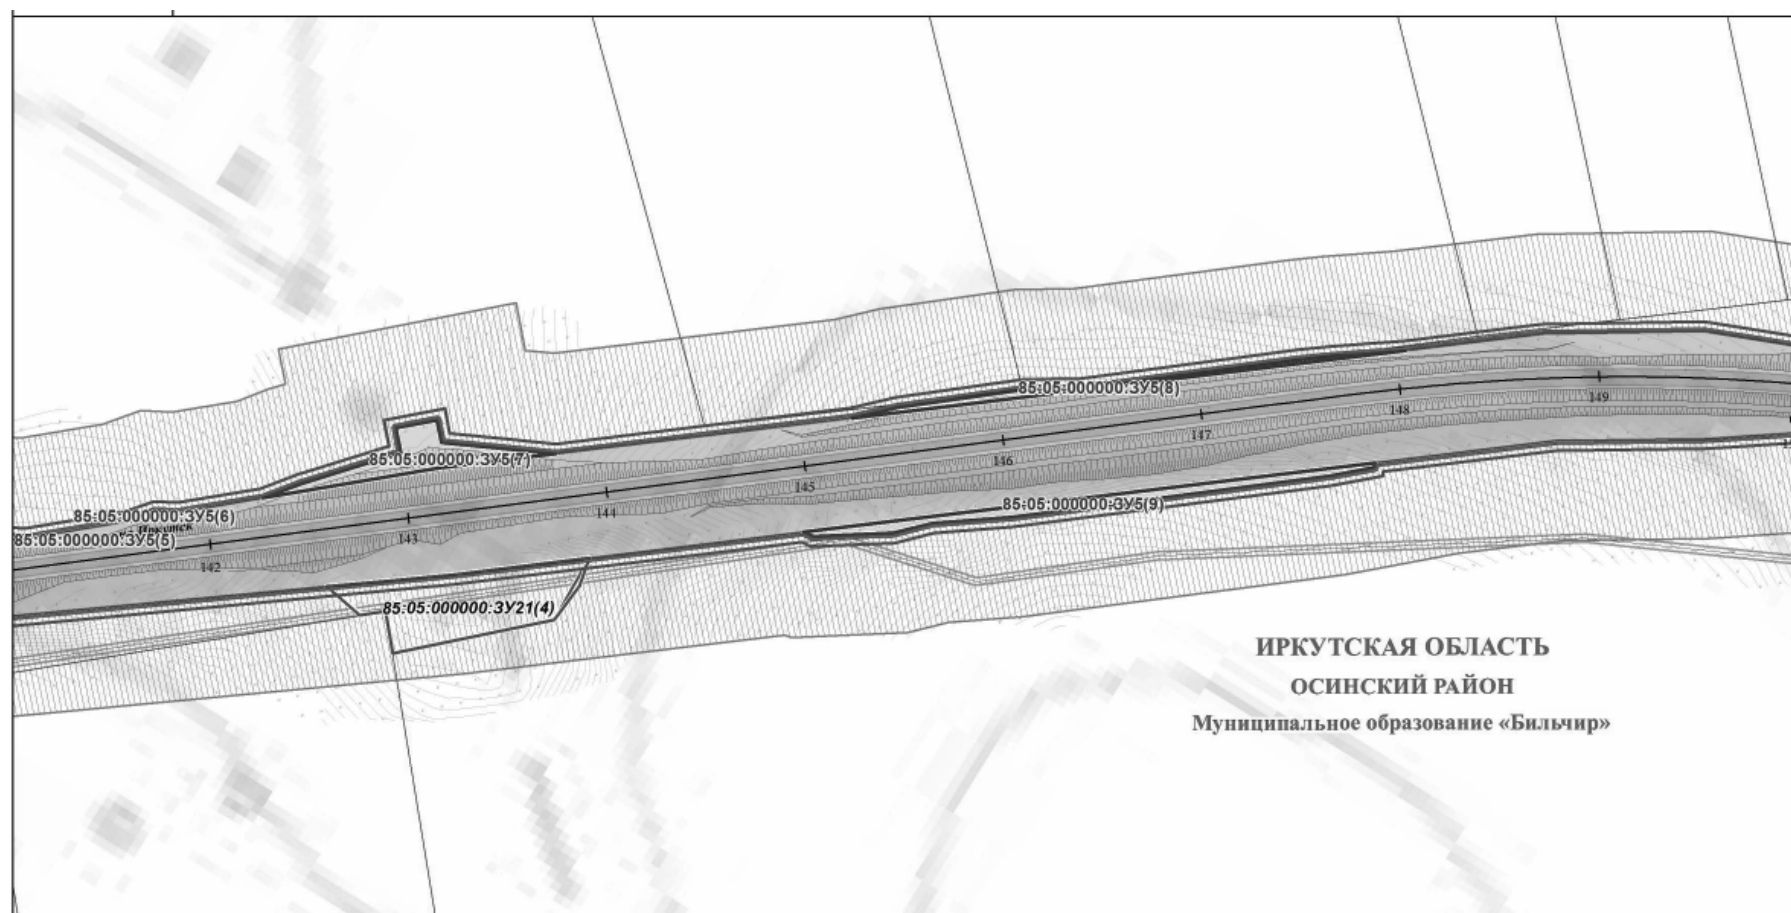 85:05:000000:ЗУ5(8)
149
148
147
146
85:05:000000:ЗУ5(7)
145
85:05:000000:ЗУ5(9)
144
85:05:000000:ЗУ5(6)
143
85:05:000000:ЗУ5(5)
142
85:05:000000:ЗУ21(4)
ИРКУТСКАЯ ОБЛАСТЬ
ОСИНСКИЙ РАЙОН
Муниципальное образование «Бильчир»